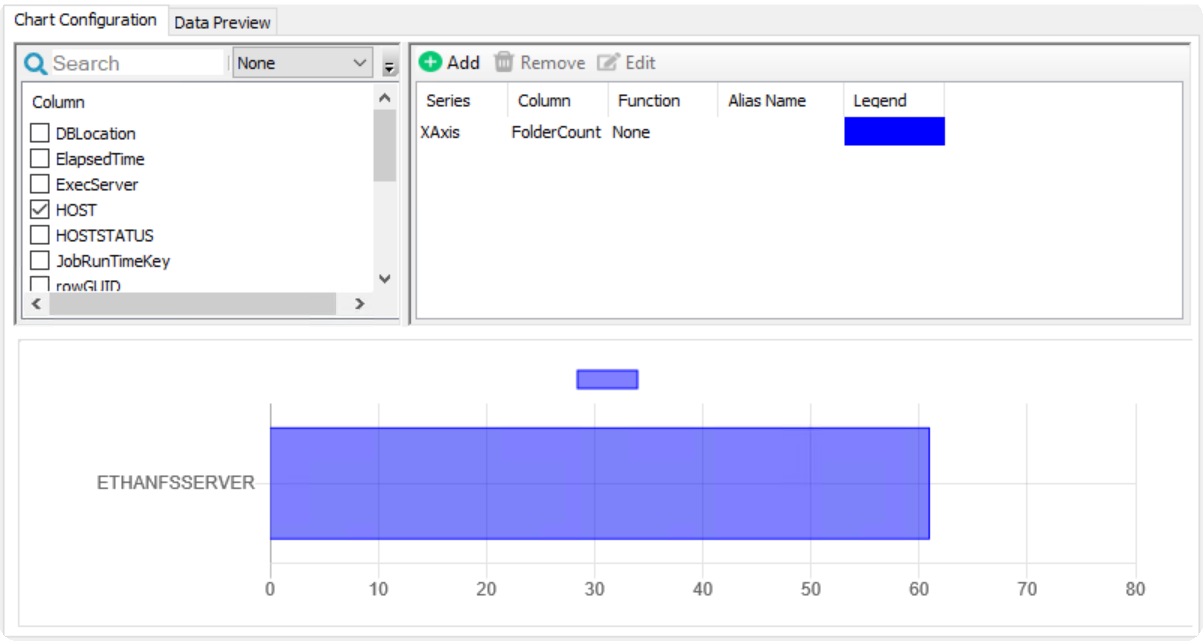 Chart Configuration Data Preview
Search None
Column
DBLocation
ElapsedTime
ExecServer
HOST
HOSTSTATUS
JobRunTimeKey
rowGUID
Add Remove Edit
Series Column Function Alias Name Legend
XAxis FolderCount None
ETHANFSSERVER
0 10 20 30 40 50 60 70 80